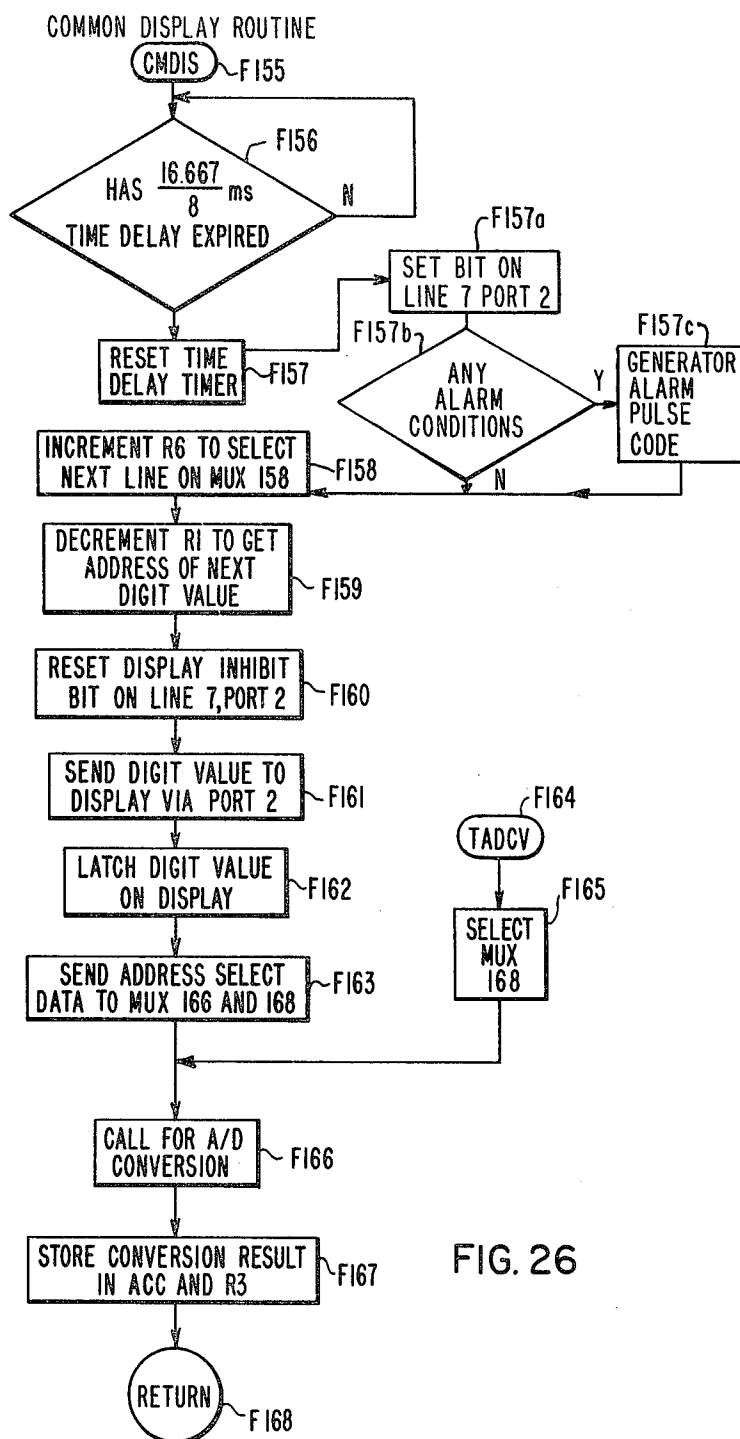 COMMON DISPLAY ROUTINE
CMDIS
F155
F156
HAS 16.667/8 ms
TIME DELAY EXPIRED
N
RESET TIME
DELAY TIMER
F157
F157a
SET BIT ON
LINE 7 PORT 2
F157b
ANY
ALARM
CONDITIONS
Y
N
F157c
GENERATOR
ALARM
PULSE
CODE
INCREMENT R6 TO SELECT
NEXT LINE ON MUX 158
F158
DECREMENT R1 TO GET
ADDRESS OF NEXT
DIGIT VALUE
F159
RESET DISPLAY INHIBIT
BIT ON LINE 7, PORT 2
F160
SEND DIGIT VALUE TO
DISPLAY VIA PORT 2
F161
LATCH DIGIT VALUE
ON DISPLAY
F162
SEND ADDRESS SELECT
DATA TO MUX 166 AND 168
F163
TADCV
F164
SELECT
MUX
168
F165
CALL FOR A/D
CONVERSION
F166
STORE CONVERSION RESULT
IN ACC AND R3
F167
RETURN
F168
FIG. 26